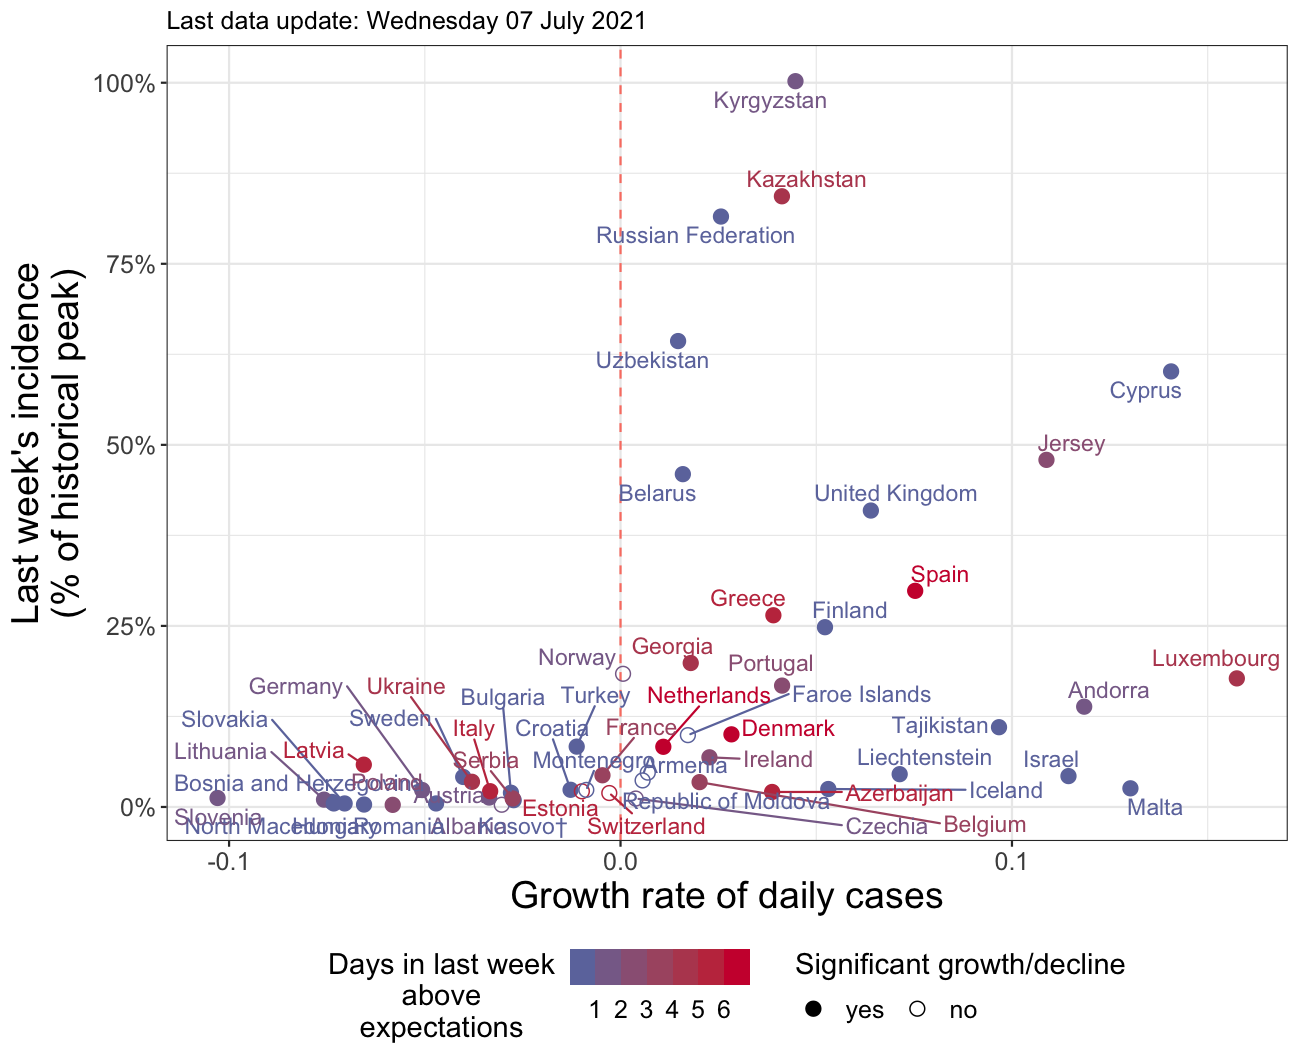 Last data update: Wednesday 07 July 2021
100%
75%
50%
25%
0%
Last week's incidence
(% of historical peak)
Kyrgyzstan
Kazakhstan
Russian Federation
Uzbekistan
Cyprus
Jersey
Belarus
United Kingdom
Spain
Greece
Finland
Georgia
Norway
Portugal
Luxembourg
Germany
Ukraine
Bulgaria
Turkey
Netherlands
Faroe Islands
Andorra
Slovakia
Sweden
Italy
Croatia
France
Denmark
Tajikistan
Lithuania
Latvia
Serbia
Montenegro
Armenia
Ireland
Liechtenstein
Israel
Bosnia and Herzegovina
Poland
Austria
Estonia
Republic of Moldova
Azerbaijan
Iceland
Malta
Slovenia
North Macedonia
Hungary
Romania
Albania
Kosovo†
Switzerland
Czechia
Belgium
-0.1
0.0
0.1
Growth rate of daily cases
Days in last week
above
expectations
1 2 3 4 5 6
Significant growth/decline
yes
no